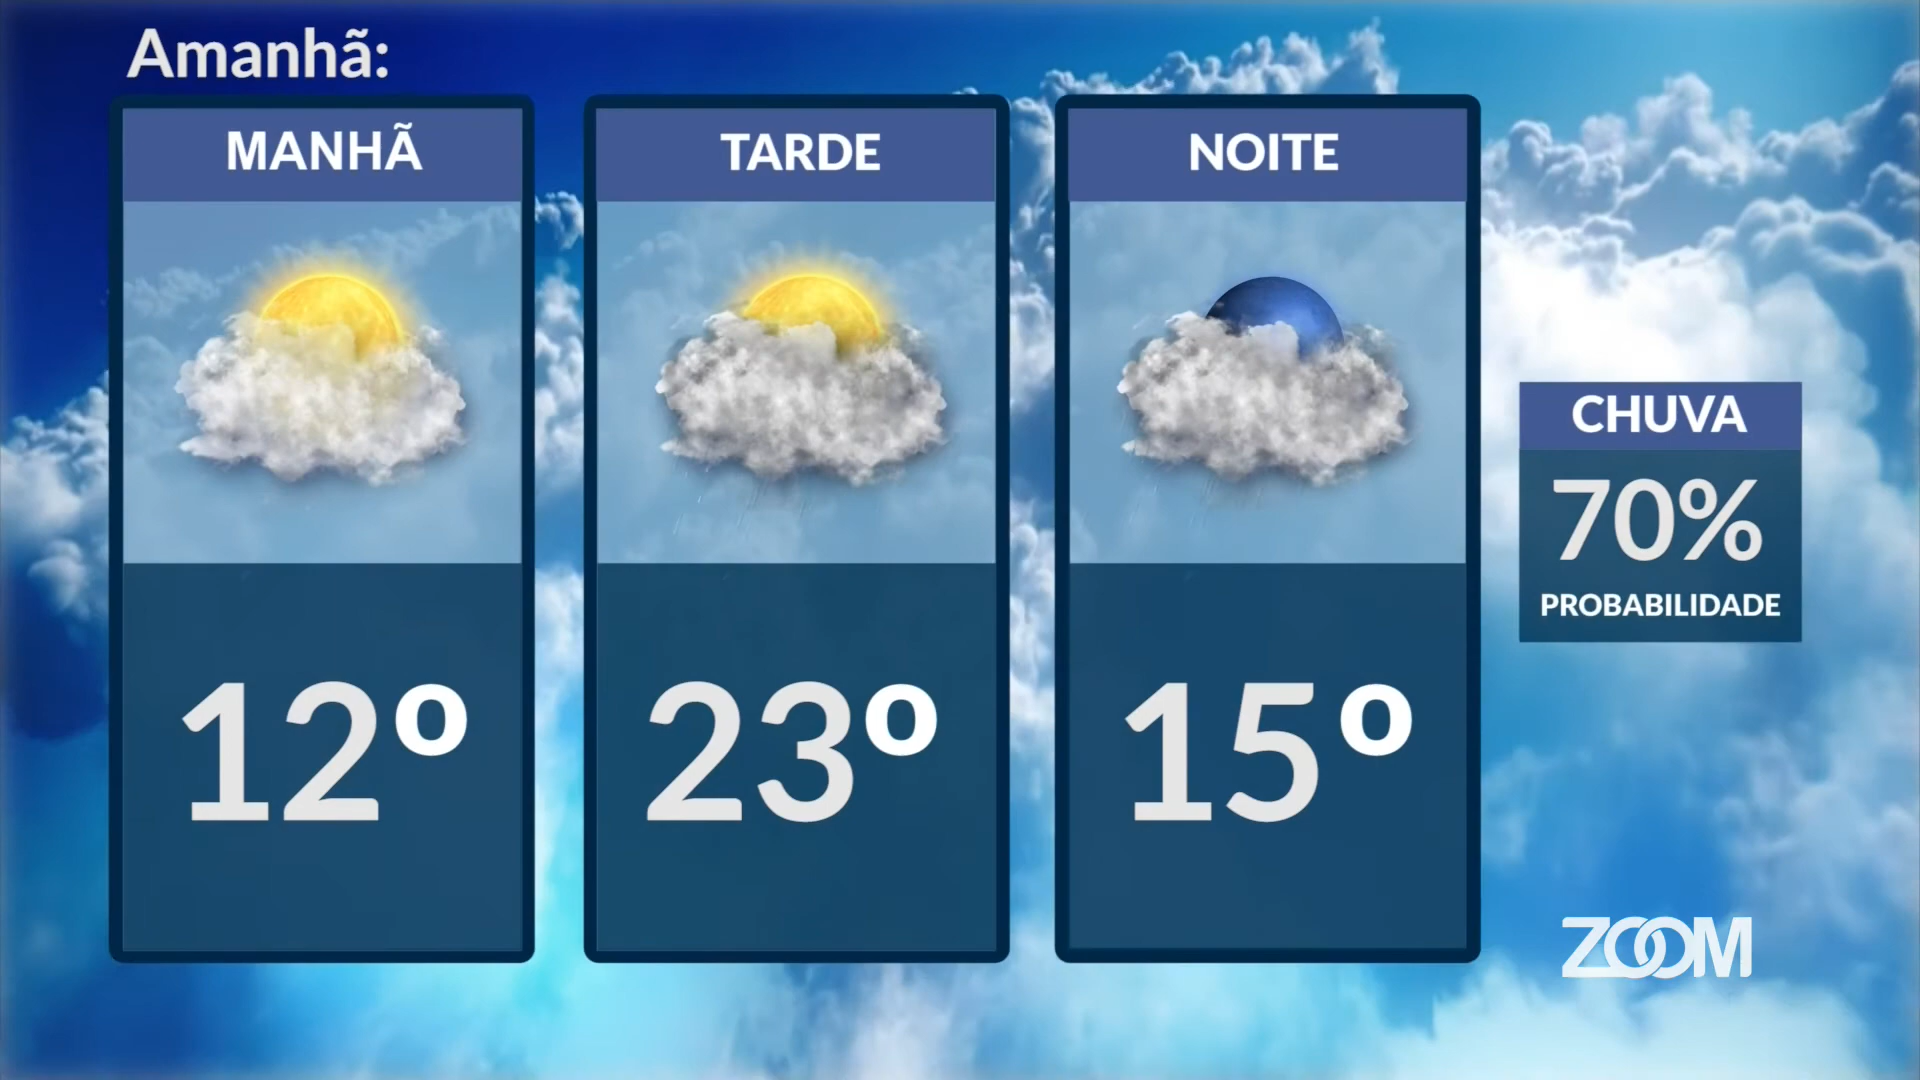 Amanhã:
MANHÃ
TARDE
NOITE
12º
23º
15º
CHUVA
70%
PROBABILIDADE
ZOOM